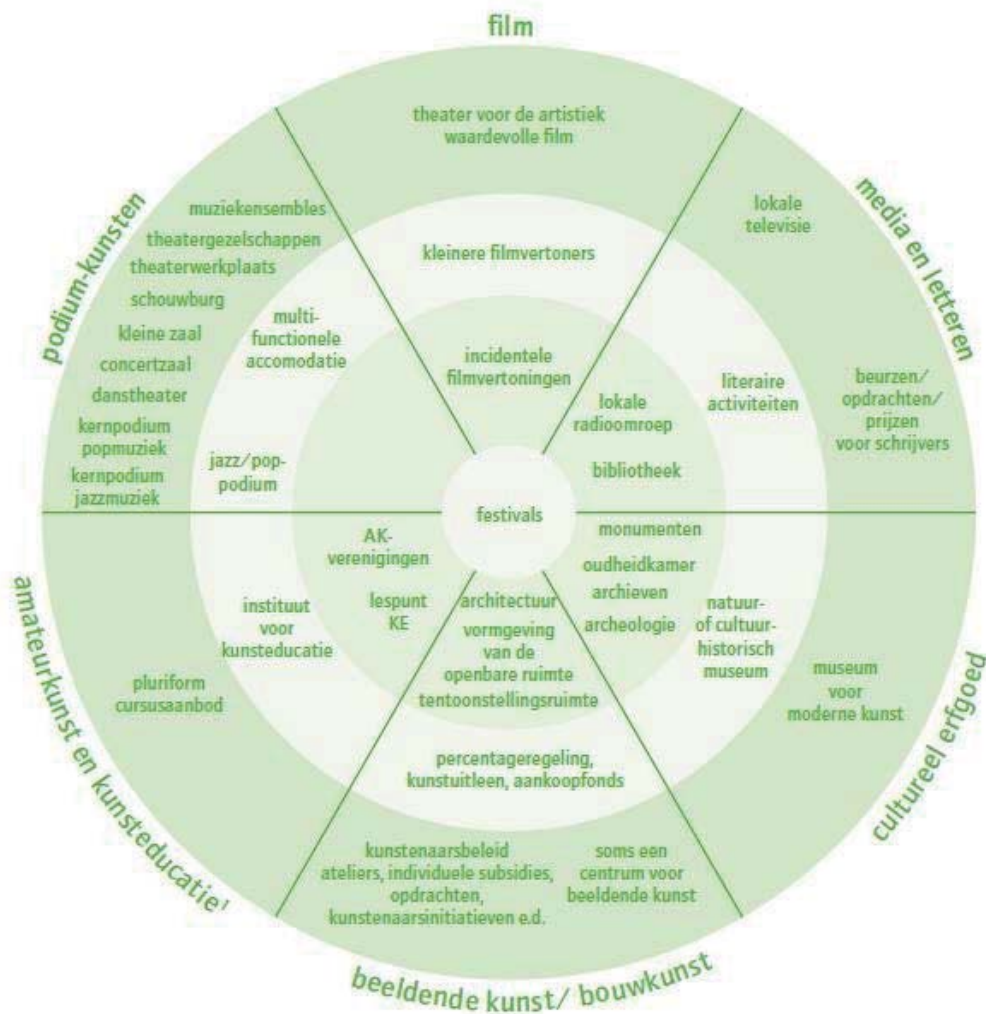 film
theater voor de artistiek
waardevolle film
kleinere filmvertoners
incidentele
filmvertoningen
media en letteren
lokale
televisie
beurzen/
opdrachten/
prijzen
voor schrijvers
literaire
activiteiten
lokale
radioomroep
bibliotheek
cultureel erfgoed
monumenten
oudheidkamer
archieven
archeologie
natuur-
of cultuur-
historisch
museum
museum
voor
moderne kunst
beeldende kunst/ bouwkunst
architectuur
vormgeving
van de
openbare ruimte
tentoonstellingsruimte
percentageregeling,
kunstuitleen, aankoopfonds
kunstenaarsbeleid
ateliers, individuele subsidies,
opdrachten,
kunstenaarsinitiatieven e.d.
soms een
centrum voor
beeldende kunst
amateurkunst en kunsteducatie'
AK-
verenigingen
lespunt
KE
instituut
voor
kunsteducatie
pluriform
cursusaanbod
podium-kunsten
muziekensembles
theatergezelschappen
theaterwerkplaats
schouwburg
kleine zaal
concertzaal
danstheater
kernpodium
popmuziek
kernpodium
jazzmuziek
multi-
functionele
accomodatie
jazz/pop-
podium
festivals